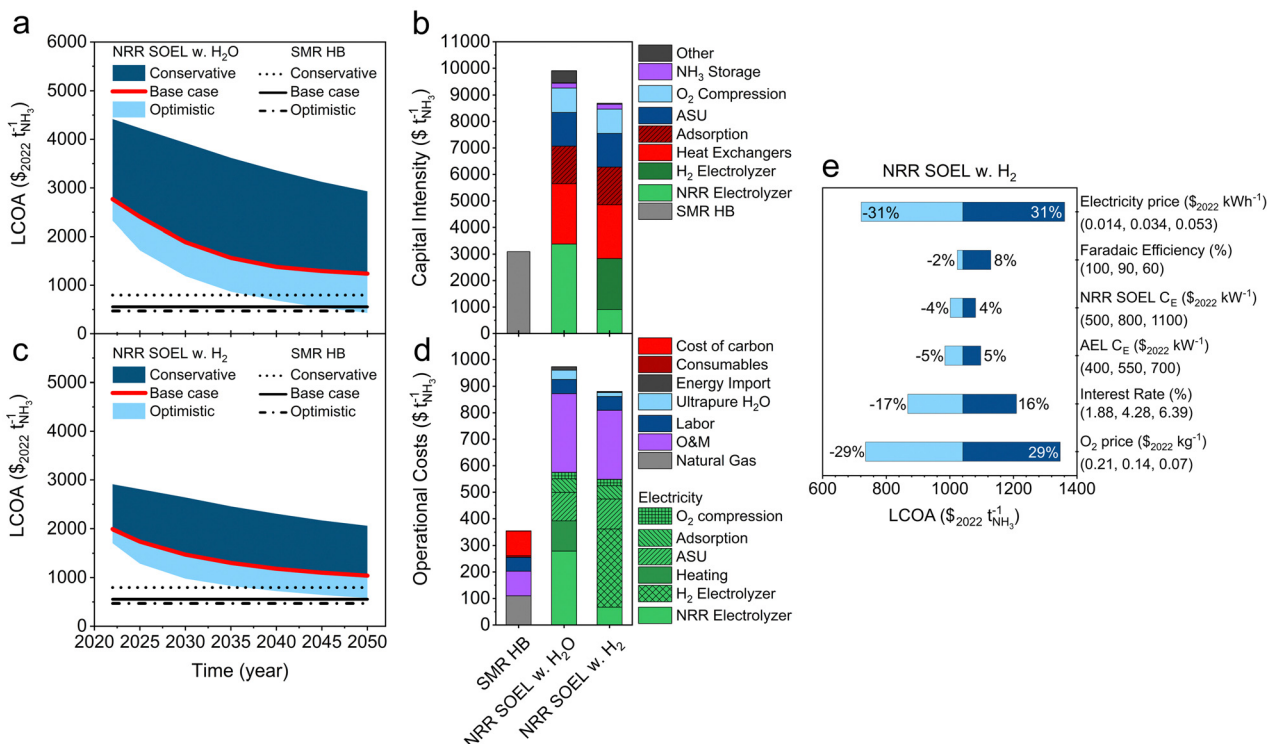 a
6000
5000
4000
3000
2000
1000
0
LCOA ($2022 t-1NH3)
NRR SOEL w. H2O
Conservative
Base case
Optimistic
SMR HB
Conservative
Base case
Optimistic
b
11000
10000
9000
8000
7000
6000
5000
4000
3000
2000
1000
0
Capital Intensity ($ t-1NH3)
Other
NH3 Storage
O2 Compression
ASU
Adsorption
Heat Exchangers
H2 Electrolyzer
NRR Electrolyzer
SMR HB
c
5000
4000
3000
2000
1000
0
LCOA ($2022 t-1NH3)
NRR SOEL w. H2
Conservative
Base case
Optimistic
SMR HB
Conservative
Base case
Optimistic
2020 2025 2030 2035 2040 2045 2050
Time (year)
d
1000
900
800
700
600
500
400
300
200
100
0
Operational Costs ($ t-1NH3)
SMR HB
NRR SOEL w. H2O
NRR SOEL w. H2
Cost of carbon
Consumables
Energy Import
Ultrapure H2O
Labor
O&M
Natural Gas
Electricity
O2 compression
Adsorption
ASU
Heating
H2 Electrolyzer
NRR Electrolyzer
e
NRR SOEL w. H2
-31% 31%
Electricity price ($2022 kWh-1)
(0.014, 0.034, 0.053)
-2% 8%
Faradaic Efficiency (%)
(100, 90, 60)
-4% 4%
NRR SOEL CE ($2022 kW-1)
(500, 800, 1100)
-5% 5%
AEL CE ($2022 kW-1)
(400, 550, 700)
-17% 16%
Interest Rate (%)
(1.88, 4.28, 6.39)
-29% 29%
O2 price ($2022 kg-1)
(0.21, 0.14, 0.07)
600 800 1000 1200 1400
LCOA ($2022 t-1NH3)